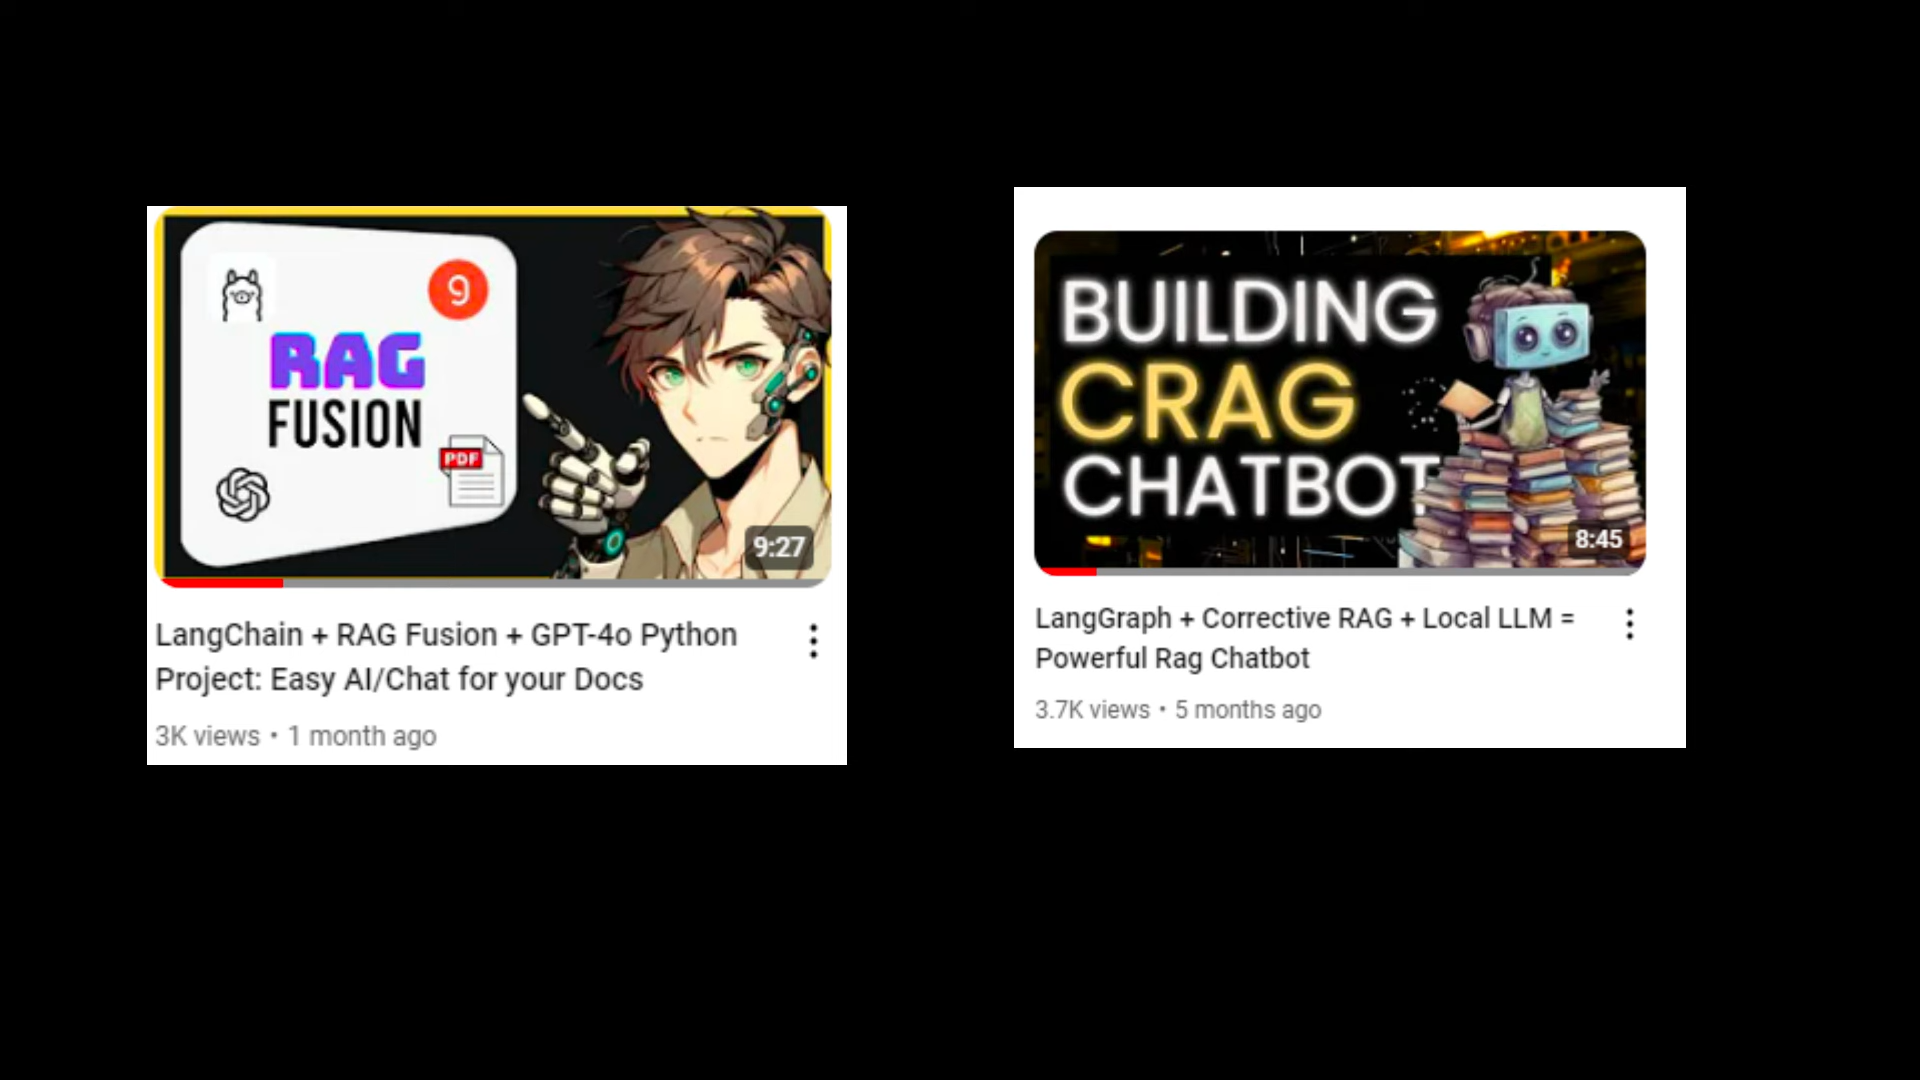 9
RAG
FUSION
PDF
9:27
LangChain + RAG Fusion + GPT-4o Python
Project: Easy AI/Chat for your Docs
3K views • 1 month ago
BUILDING
CRAG
CHATBOT
8:45
LangGraph + Corrective RAG + Local LLM =
Powerful Rag Chatbot
3.7K views • 5 months ago